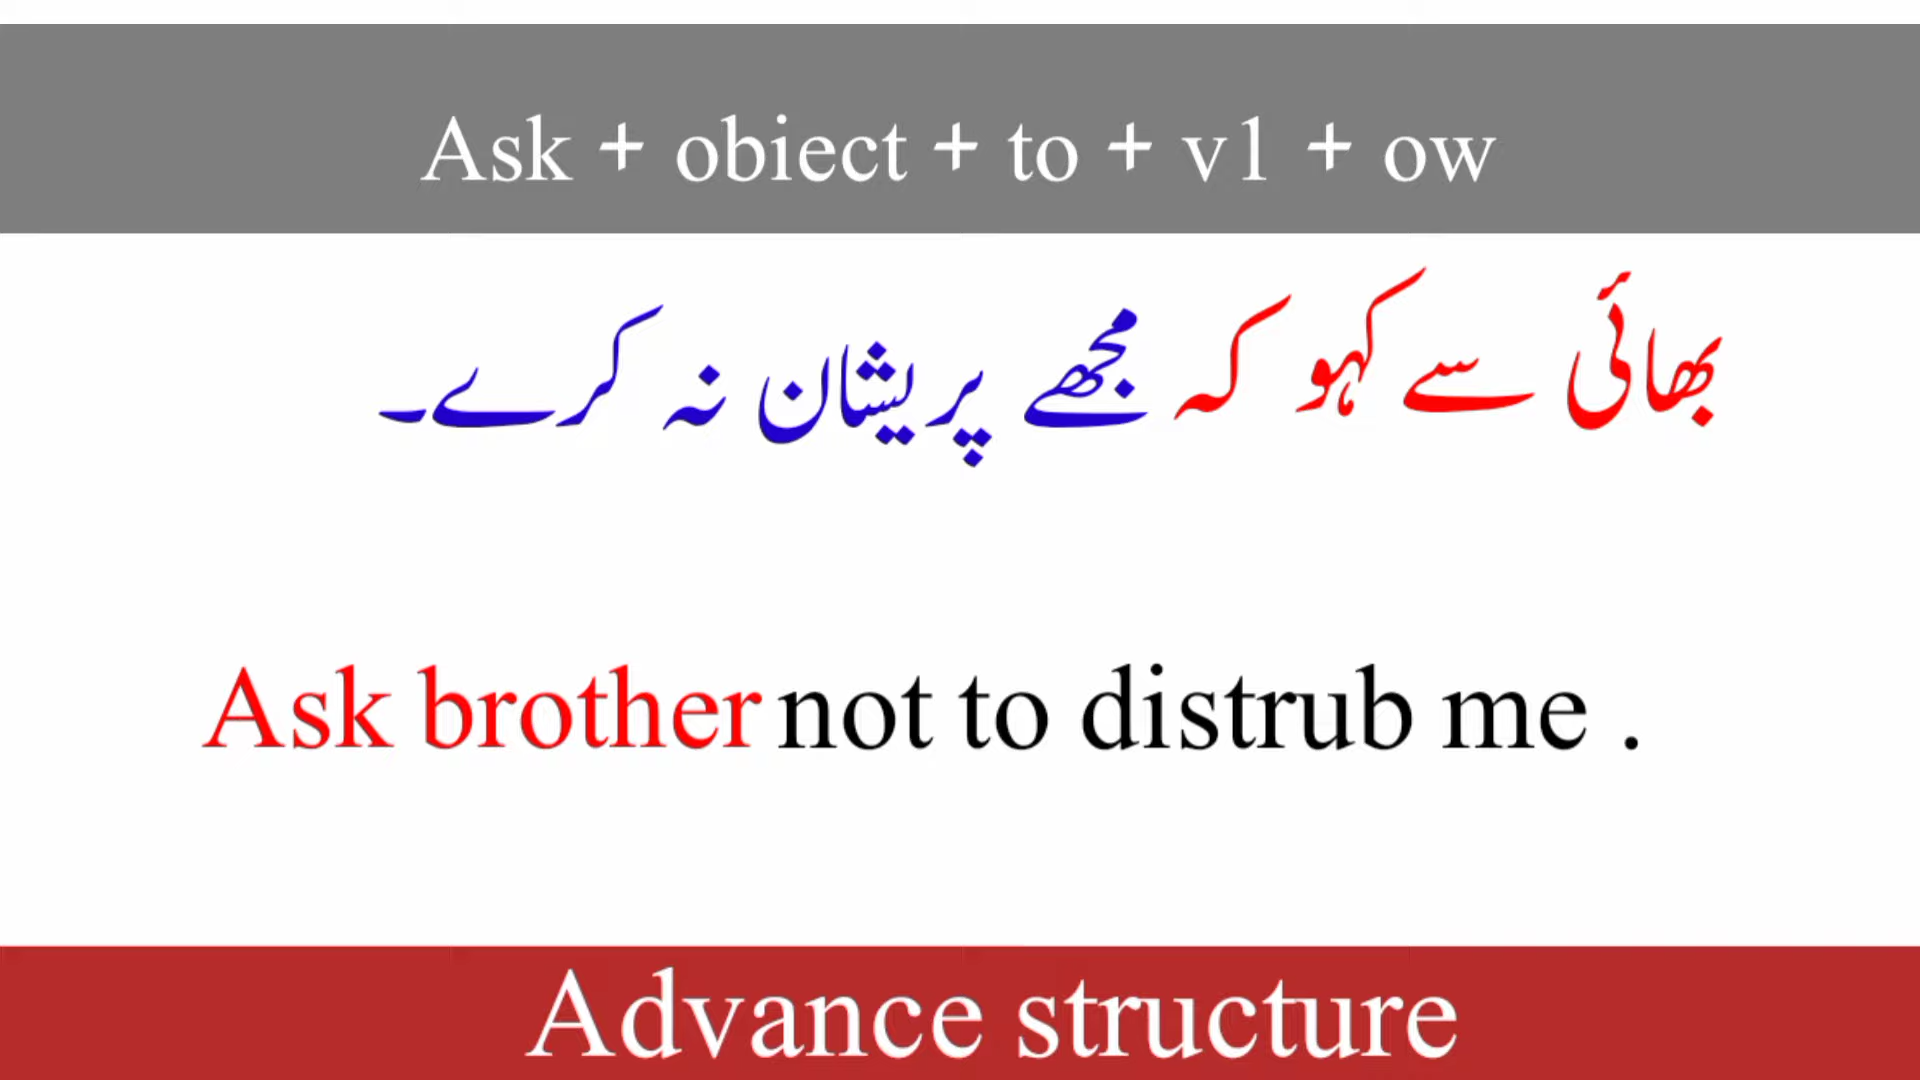 Ask + obiect + to + v1 + ow
بھائی سے کہو کہ مجھے پریشان نہ کرے۔
Ask brother not to distrub me .
Advance structure